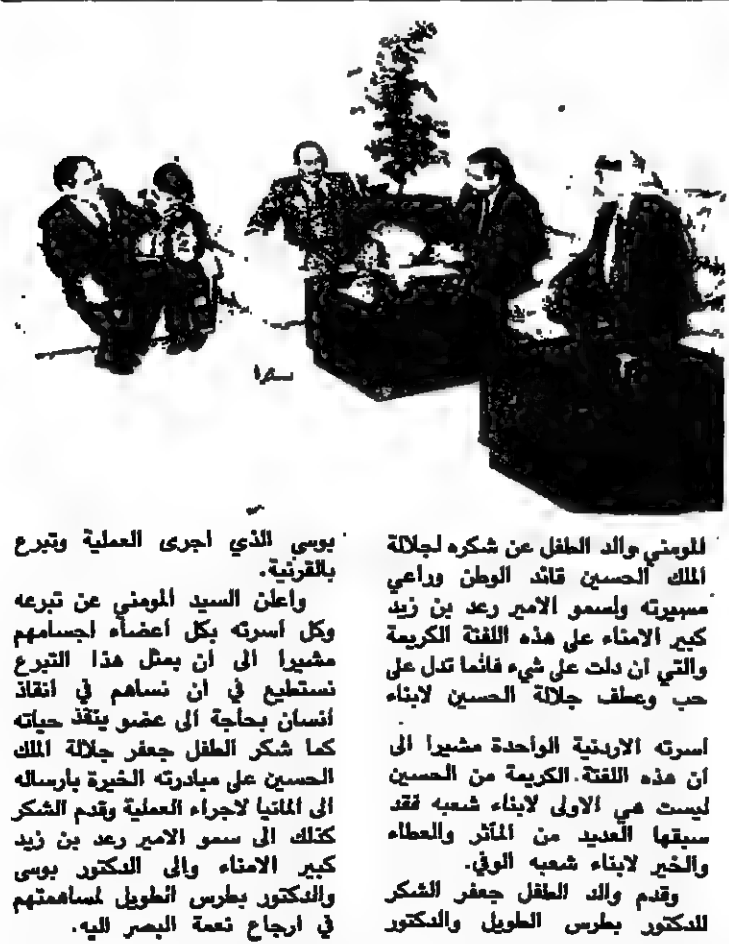 بترا
المومني والد الطفل عن شكره لجلالة
الملك الحسين قائد الوطن وراعي
مسيرته ولسمو الامير رعد بن زيد
كبير الامناء على هذه اللفتة الكريمة
والتي ان دلت على شيء فانما تدل على
حب وعطف جلالة الحسين لابناء
اسرته الاردنية الواحدة مشيرا الى
ان هذه اللفتة الكريمة من الحسين
ليست هي الاولى لابناء شعبه فقد
سبقها العديد من المآثر والعطاء
والخير لابناء شعبه الوفي.
وقدم والد الطفل جعفر الشكر
للدكتور بطرس الطويل والدكتور
بوسي الذي اجرى العملية وتبرع
بالقرنية.
واعلن السيد المومني عن تبرعه
وكل اسرته بكل أعضاء اجسامهم
مشيرا الى ان بمثل هذا التبرع
نستطيع في ان نساهم في انقاذ
انسان بحاجة الى عضو ينقذ حياته
كما شكر الطفل جعفر جلالة الملك
الحسين على مبادرته الخيرة بارساله
الى المانيا لاجراء العملية وقدم الشكر
كذلك الى سمو الامير رعد بن زيد
كبير الامناء والى الدكتور بوسى
والدكتور بطرس الطويل لمساهمتهم
في ارجاع نعمة البصر اليه.